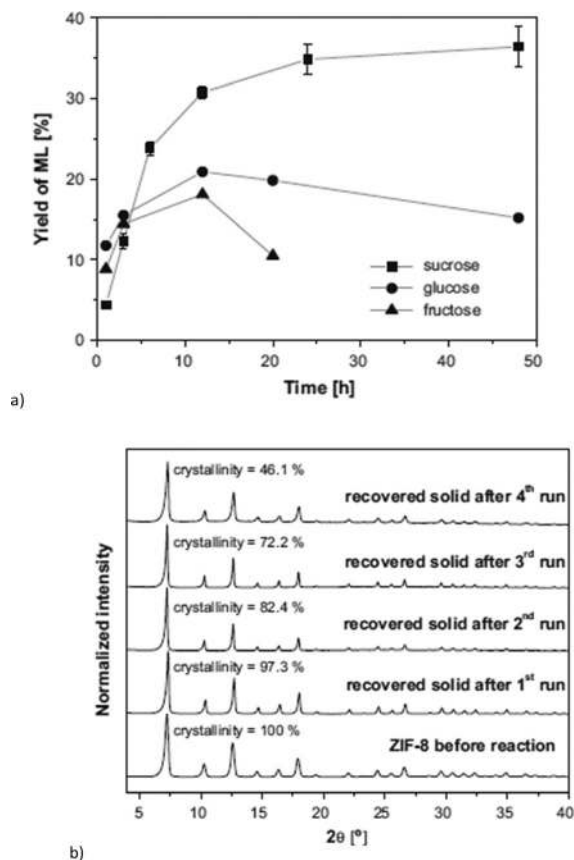 40
30
20
10
0
Yield of ML [%]
sucrose
glucose
fructose
0 10 20 30 40 50
Time [h]
a)
crystallinity = 46.1 %
recovered solid after 4th run
crystallinity = 72.2 %
recovered solid after 3rd run
crystallinity = 82.4 %
recovered solid after 2nd run
crystallinity = 97.3 %
recovered solid after 1st run
crystallinity = 100 %
ZIF-8 before reaction
Normalized intensity
5 10 15 20 25 30 35 40
2θ [°]
b)